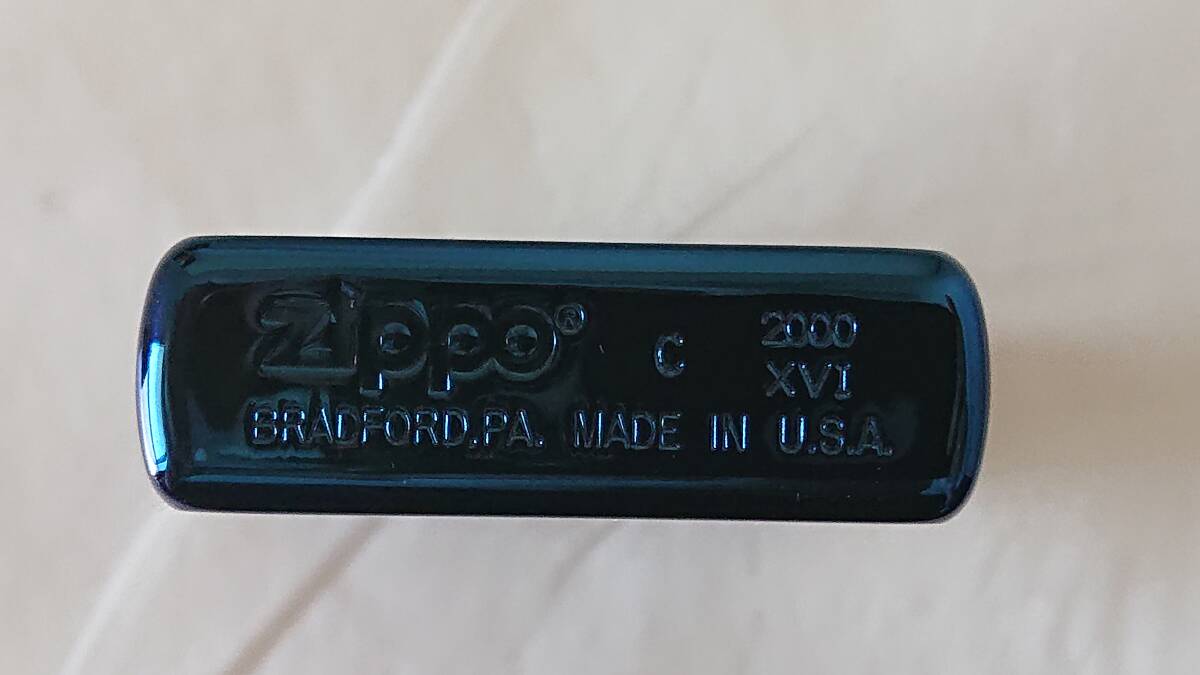 Zippo® C 2000
XVI
BRADFORD.PA. MADE IN U.S.A.